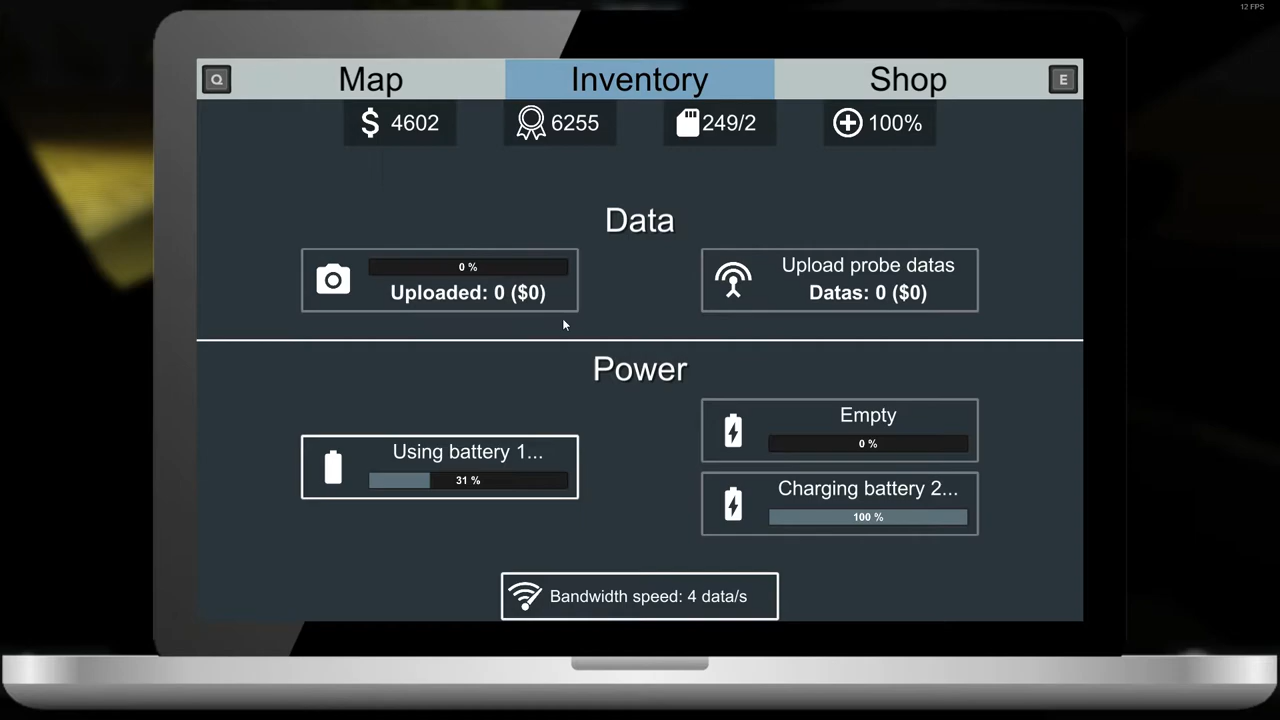 12 FPS
Q Map Inventory Shop E
$ 4602 6255 249/2 100%
Data
0 %
Uploaded: 0 ($0)
Upload probe datas
Datas: 0 ($0)
Power
Using battery 1...
31 %
Empty
0 %
Charging battery 2...
100 %
Bandwidth speed: 4 data/s